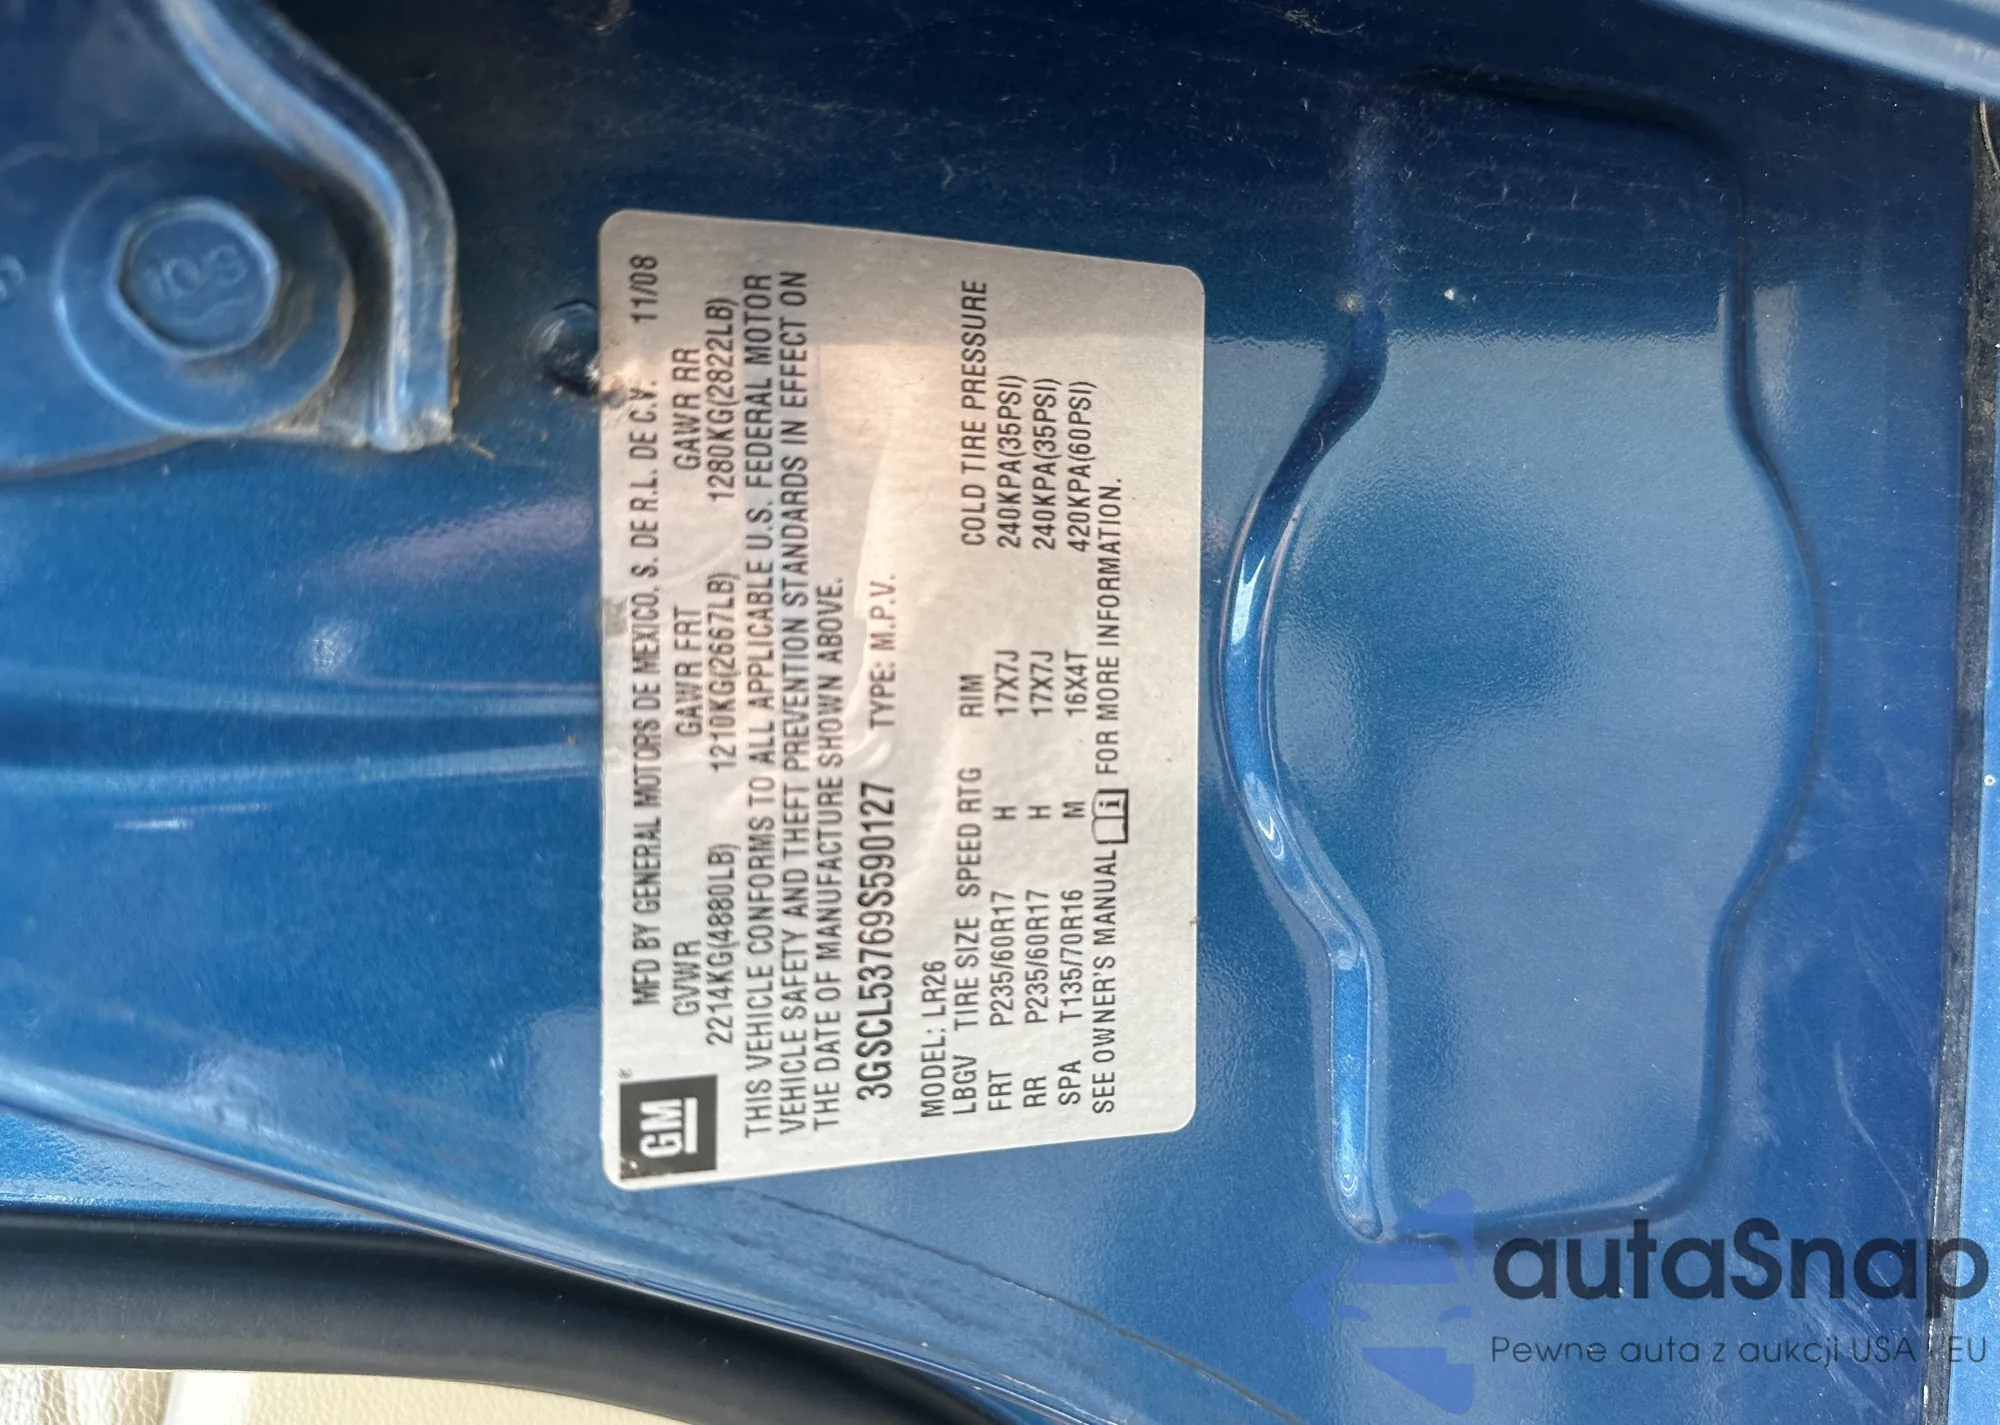 GM ®
MFD BY GENERAL MOTORS DE MEXICO, S. DE R.L. DE C.V. 11/08
GVWR GAWR FRT GAWR RR
2214KG(4880LB) 1210KG(2667LB) 1280KG(2822LB)
THIS VEHICLE CONFORMS TO ALL APPLICABLE U.S. FEDERAL MOTOR
VEHICLE SAFETY AND THEFT PREVENTION STANDARDS IN EFFECT ON
THE DATE OF MANUFACTURE SHOWN ABOVE.
3GSCL53769S590127 TYPE: M.P.V.
MODEL: LR26
LBGV TIRE SIZE SPEED RTG RIM COLD TIRE PRESSURE
FRT P235/60R17 H 17X7J 240KPA(35PSI)
RR P235/60R17 H 17X7J 240KPA(35PSI)
SPA T135/70R16 M 16X4T 420KPA(60PSI)
SEE OWNER'S MANUAL i FOR MORE INFORMATION.
autaSnap
Pewne auta z aukcji USA i EU